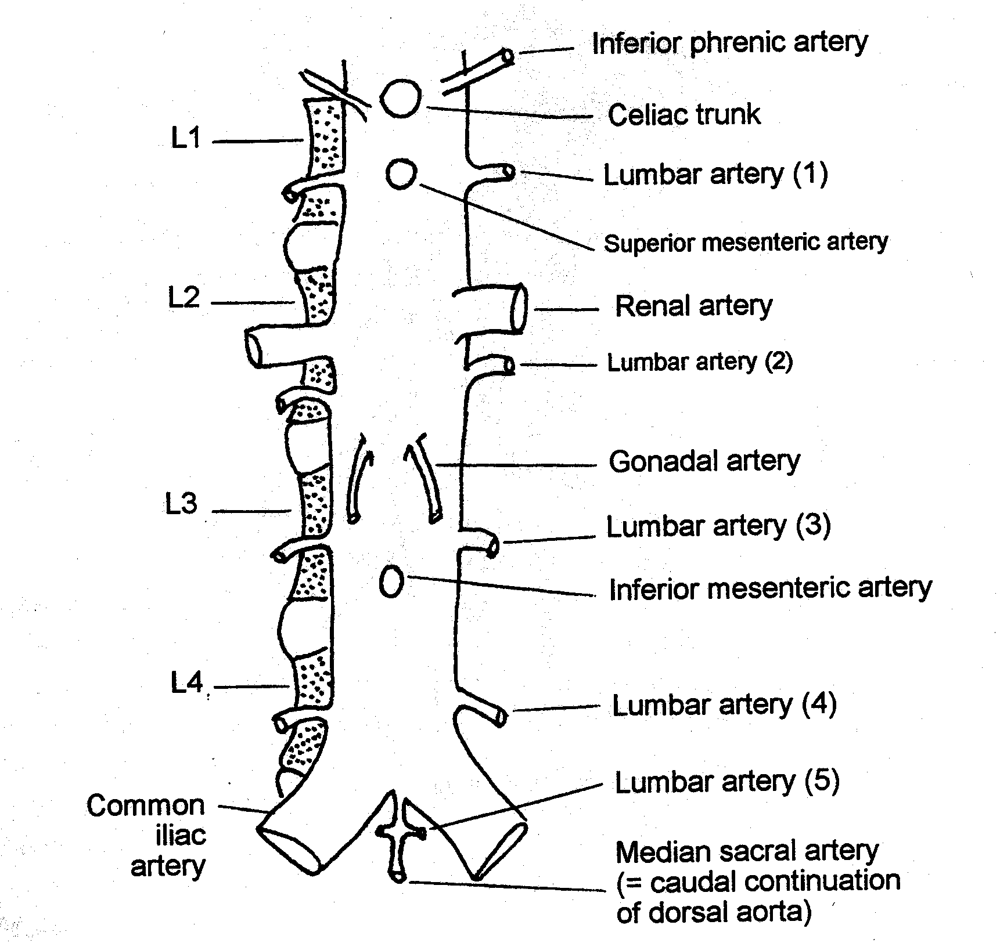 Inferior phrenic artery
Celiac trunk
L1
Lumbar artery (1)
Superior mesenteric artery
L2
Renal artery
Lumbar artery (2)
Gonadal artery
L3
Lumbar artery (3)
Inferior mesenteric artery
L4
Lumbar artery (4)
Lumbar artery (5)
Common
iliac
artery
Median sacral artery
(= caudal continuation
of dorsal aorta)